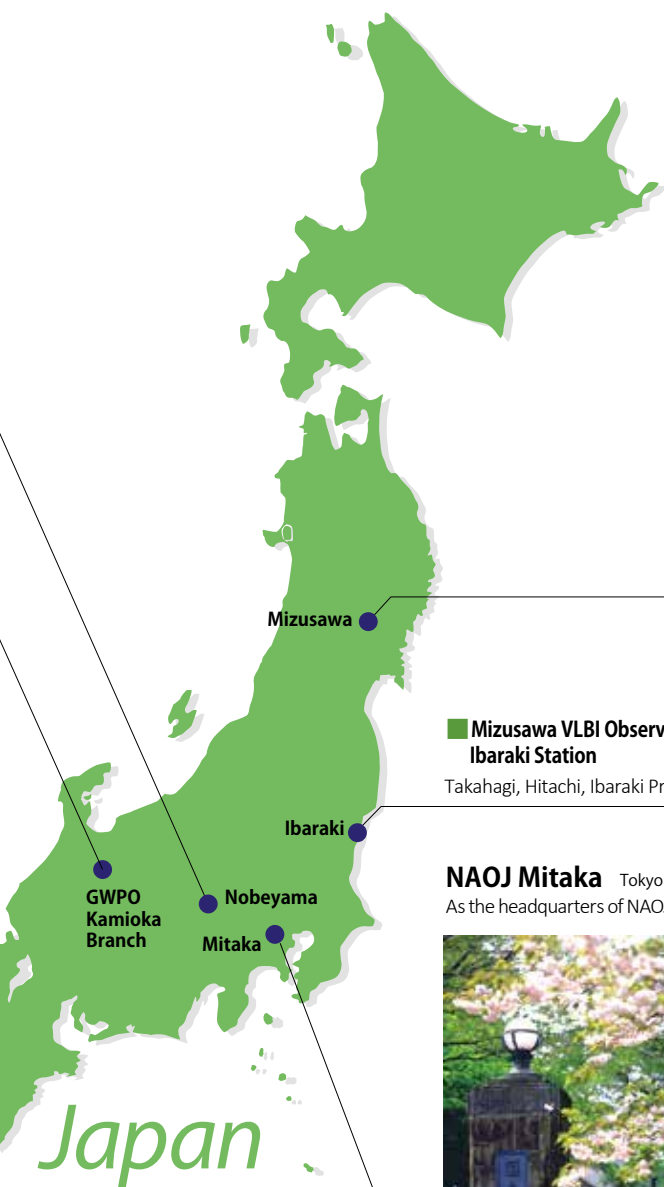 Mizusawa
Mizusawa VLBI Observ
Ibaraki Station
Takahagi, Hitachi, Ibaraki Pr
Ibaraki
GWPO
Kamioka
Branch
Nobeyama
Mitaka
NAOJ Mitaka Tokyo
As the headquarters of NAO
Japan